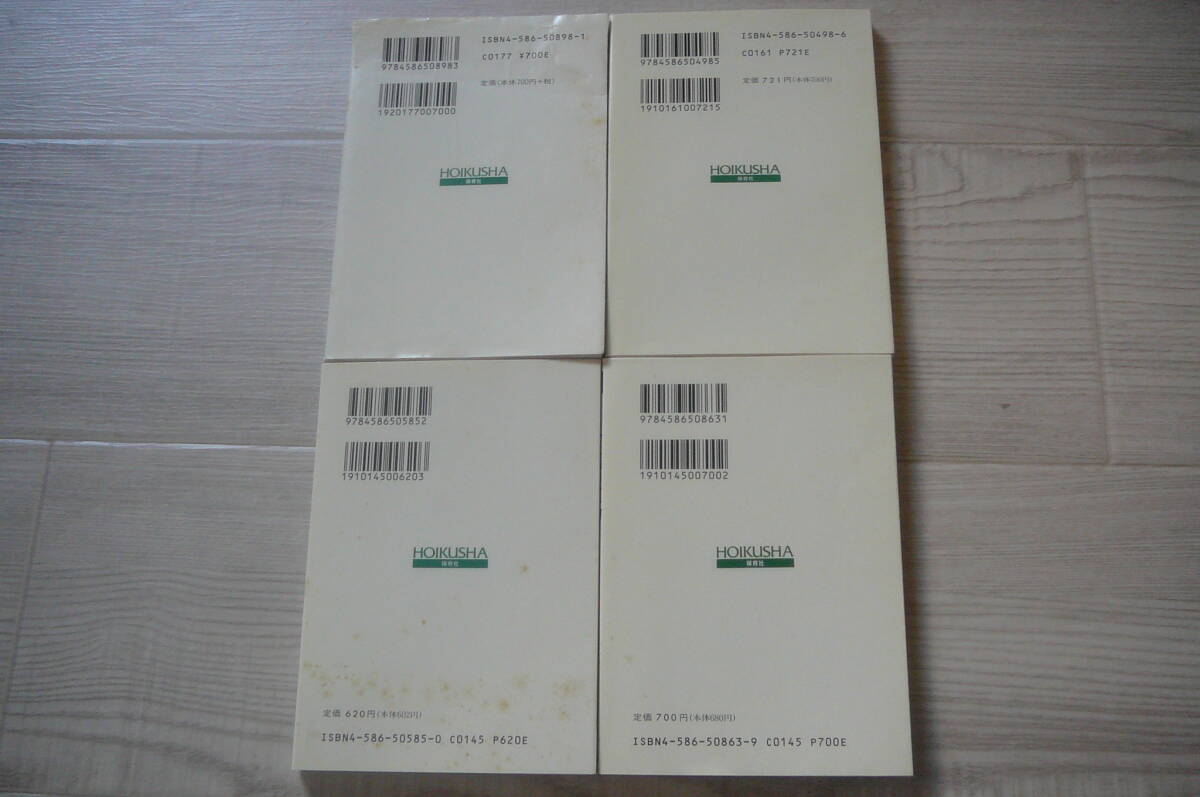 ISBN4-586-50898-1
9784586508983
C0177 ¥700E
定価(本体700円+税)
1920177007000
HOIKUSHA
保育社
ISBN4-586-50498-6
9784586504985
C0161 P721E
定価 721円(本体700円)
1910161007215
HOIKUSHA
保育社
9784586505852
1910145006203
HOIKUSHA
保育社
定価 620円(本体602円)
ISBN4-586-50585-0 C0145 P620E
9784586508631
1910145007002
HOIKUSHA
保育社
定価 700円(本体680円)
ISBN4-586-50863-9 C0145 P700E